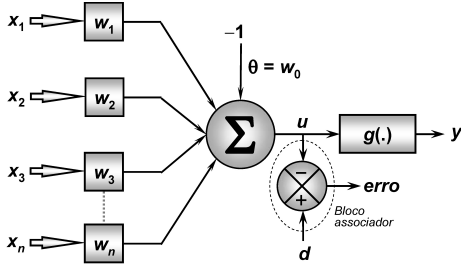 x1 w1
−1
θ = w0
x2 w2
Σ u g(.) y
x3 w3
−
+
erro
Bloco
associador
xn wn
d